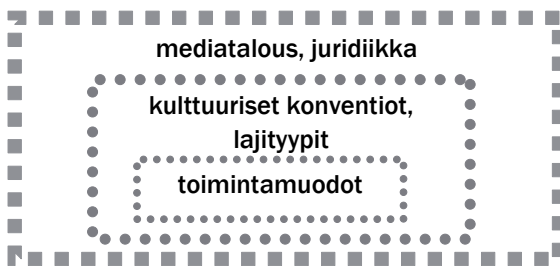 mediatalous, juridiikka
kulttuuriset konventiot,
lajityypit
toimintamuodot